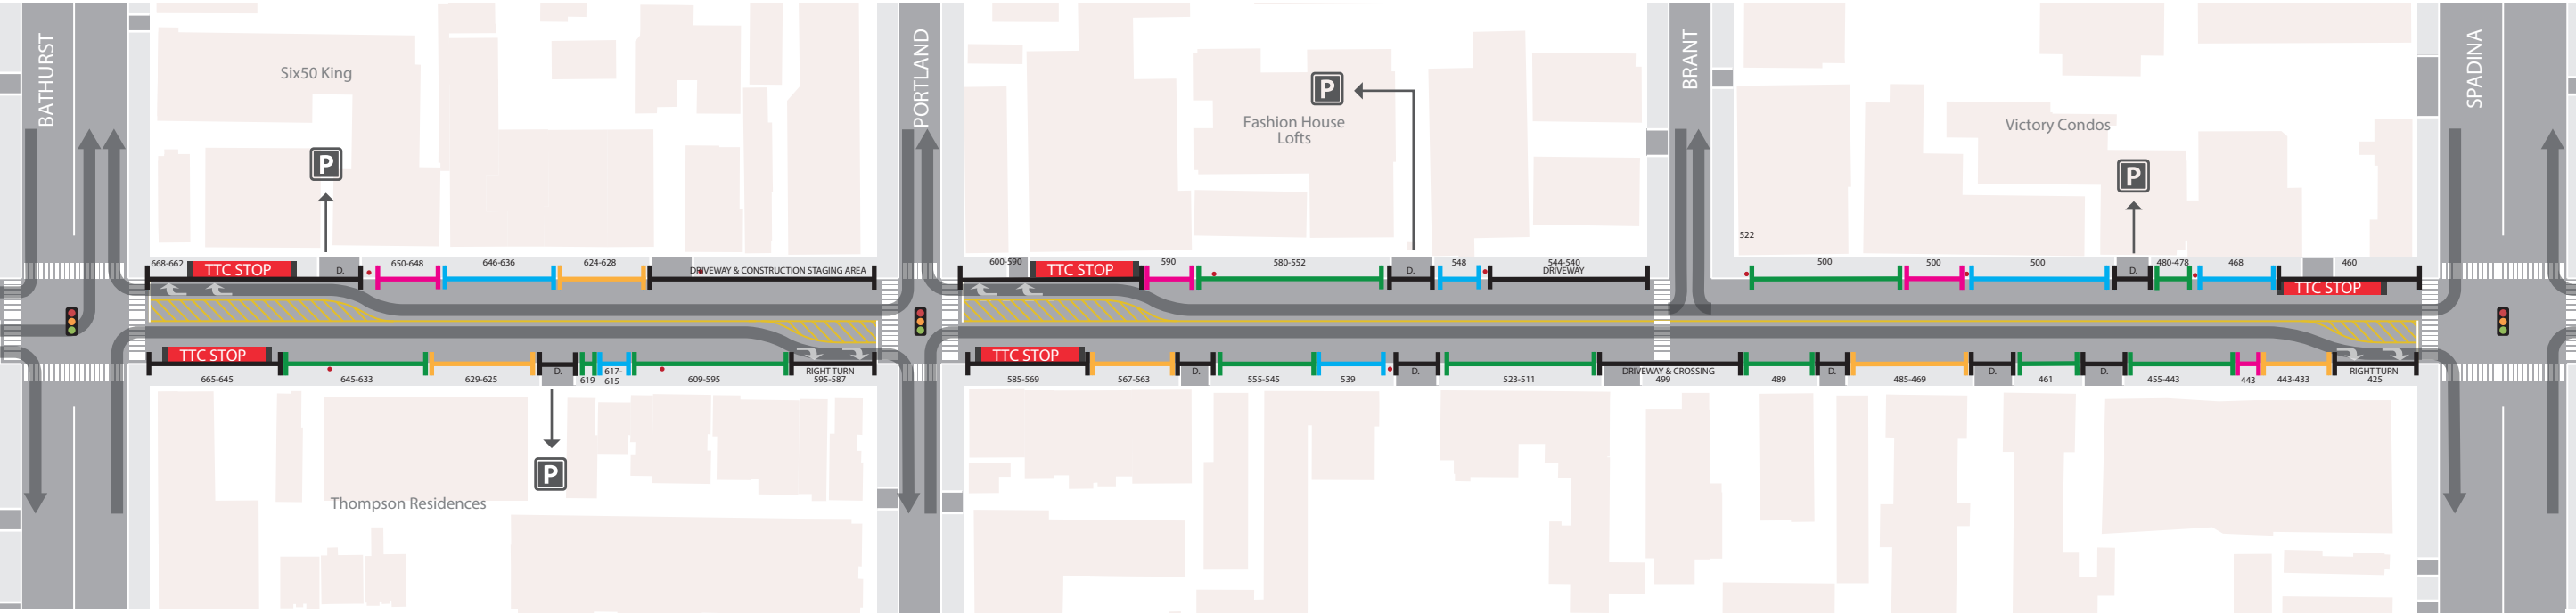 BATHURST
PORTLAND
BRANT
SPADINA
Six50 King
P
P
Fashion House
Lofts
Victory Condos
P
522
668-662
TTC STOP
D.
650-648
646-636
624-628
DRIVEWAY & CONSTRUCTION STAGING AREA
600-590
TTC STOP
590
580-552
D.
548
544-540
DRIVEWAY
500
500
500
D.
480-478
468
460
TTC STOP
TTC STOP
665-645
645-633
629-625
D.
619
617-
615
609-595
RIGHT TURN
595-587
TTC STOP
585-569
567-563
D.
555-545
539
D.
523-511
DRIVEWAY & CROSSING
499
489
D.
485-469
D.
461
D.
455-443
443
443-433
RIGHT TURN
425
P
Thompson Residences